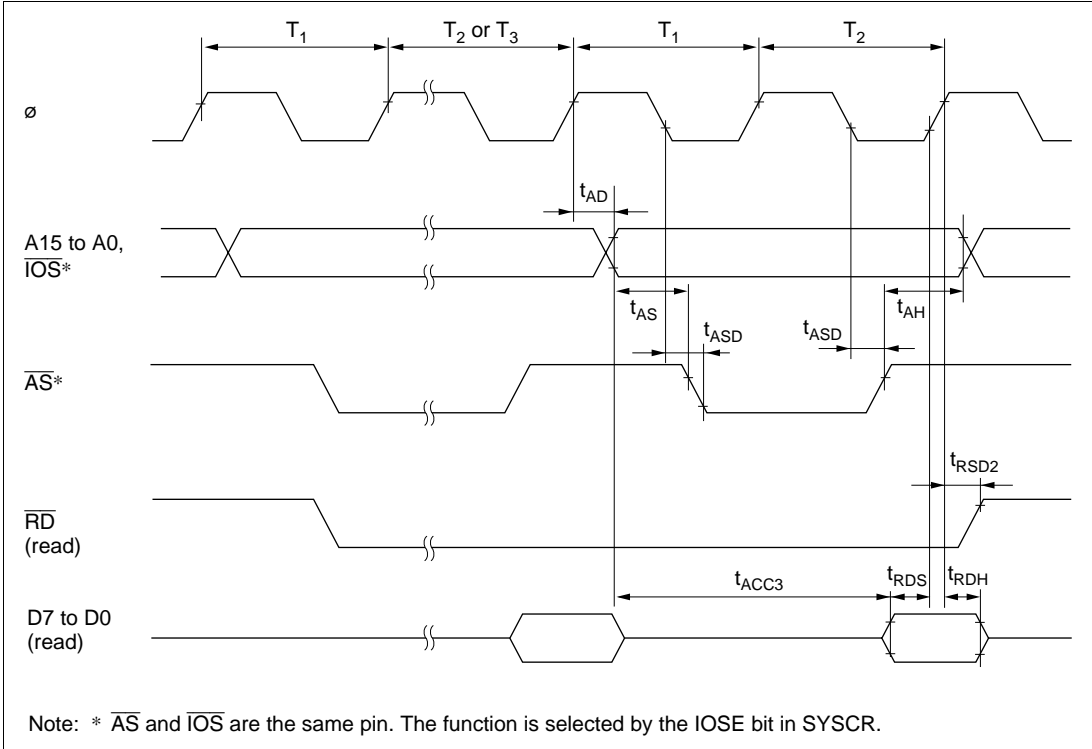 T1 T2 or T3 T1 T2
ø
tAD
A15 to A0,
IOS*
tAS tASD tASD tAH
AS*
tRSD2
RD
(read)
tACC3 tRDS tRDH
D7 to D0
(read)
Note: * AS and IOS are the same pin. The function is selected by the IOSE bit in SYSCR.